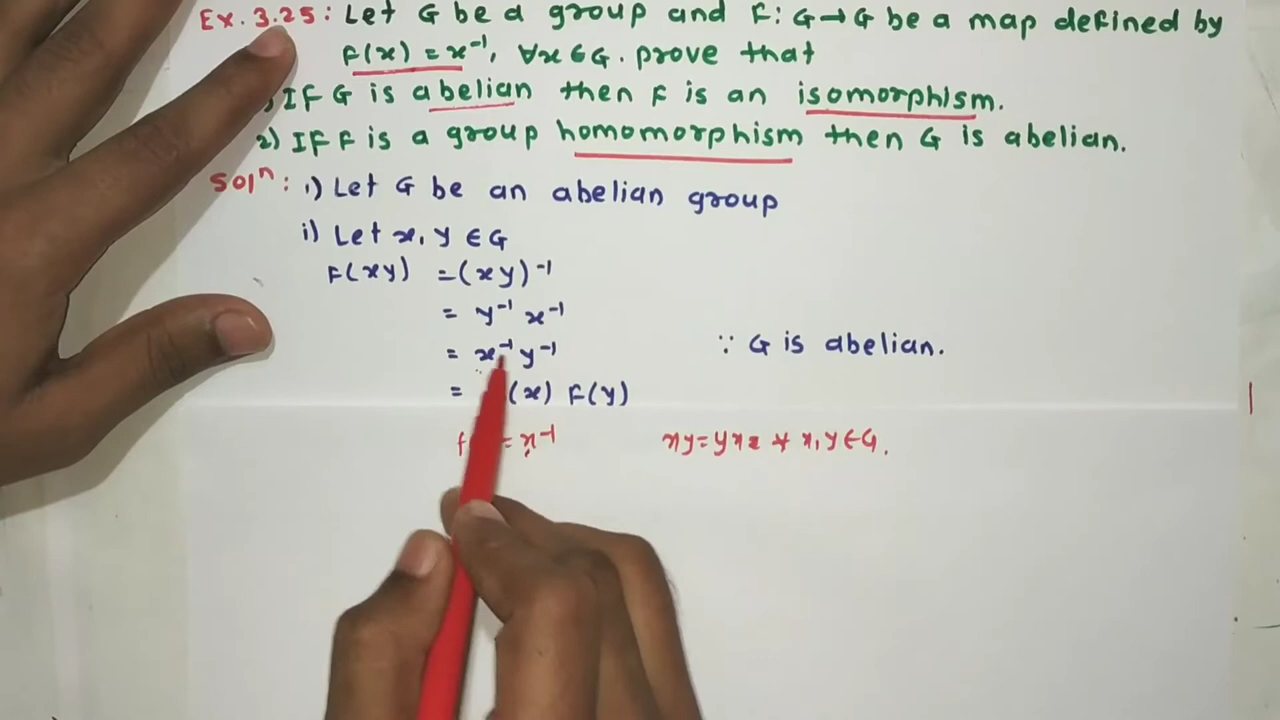 Ex. 3.25: Let G be a group and F: G→G be a map defined by
F(x) = x⁻¹, ∀x∈G. prove that
) IF G is abelian then F is an isomorphism.
2) IF F is a group homomorphism then G is abelian.
Solⁿ: 1) Let G be an abelian group
i) Let x, y ∈ G
F(xy) = (xy)⁻¹
= y⁻¹ x⁻¹
= x⁻¹ y⁻¹ ∵ G is abelian.
= (x) F(y)
f = x⁻¹ xy = yx ∀ x, y ∈ G.